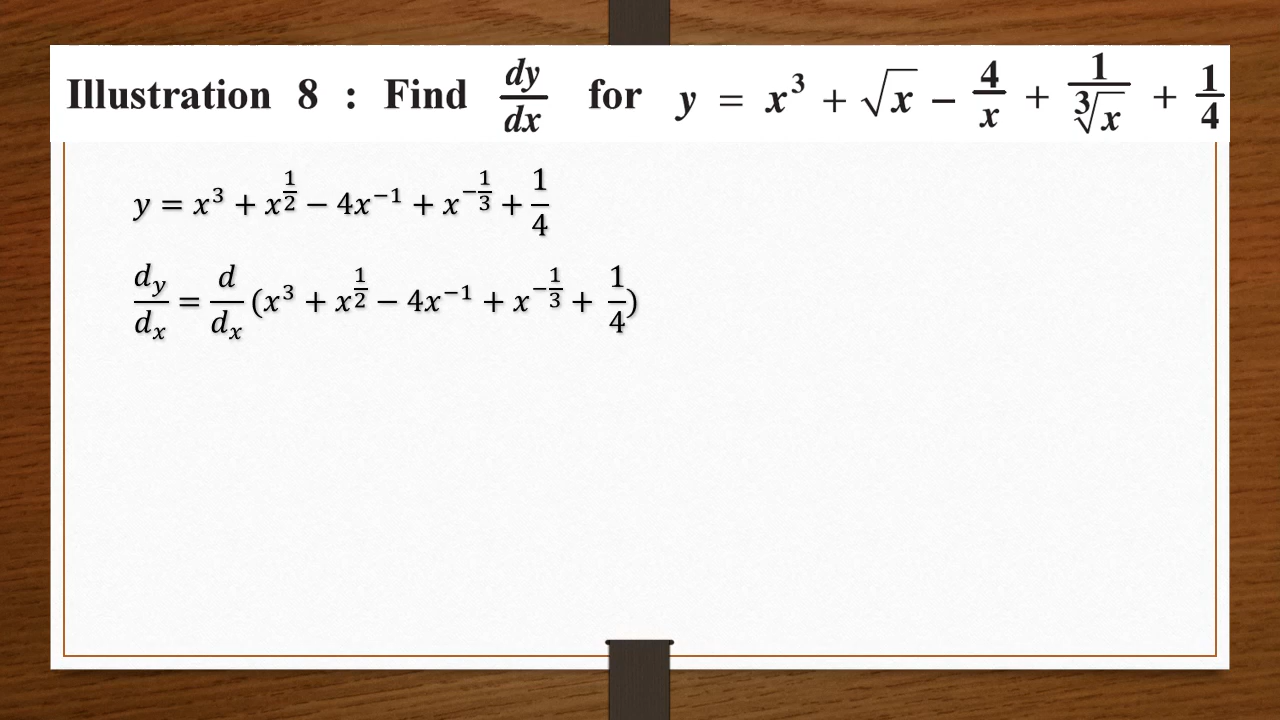 Illustration 8 : Find dy/dx for y = x³ + √x − 4/x + 1/∛x + 1/4
y = x³ + x^(1/2) − 4x⁻¹ + x^(−1/3) + 1/4
d_y/d_x = d/d_x (x³ + x^(1/2) − 4x⁻¹ + x^(−1/3) + 1/4)